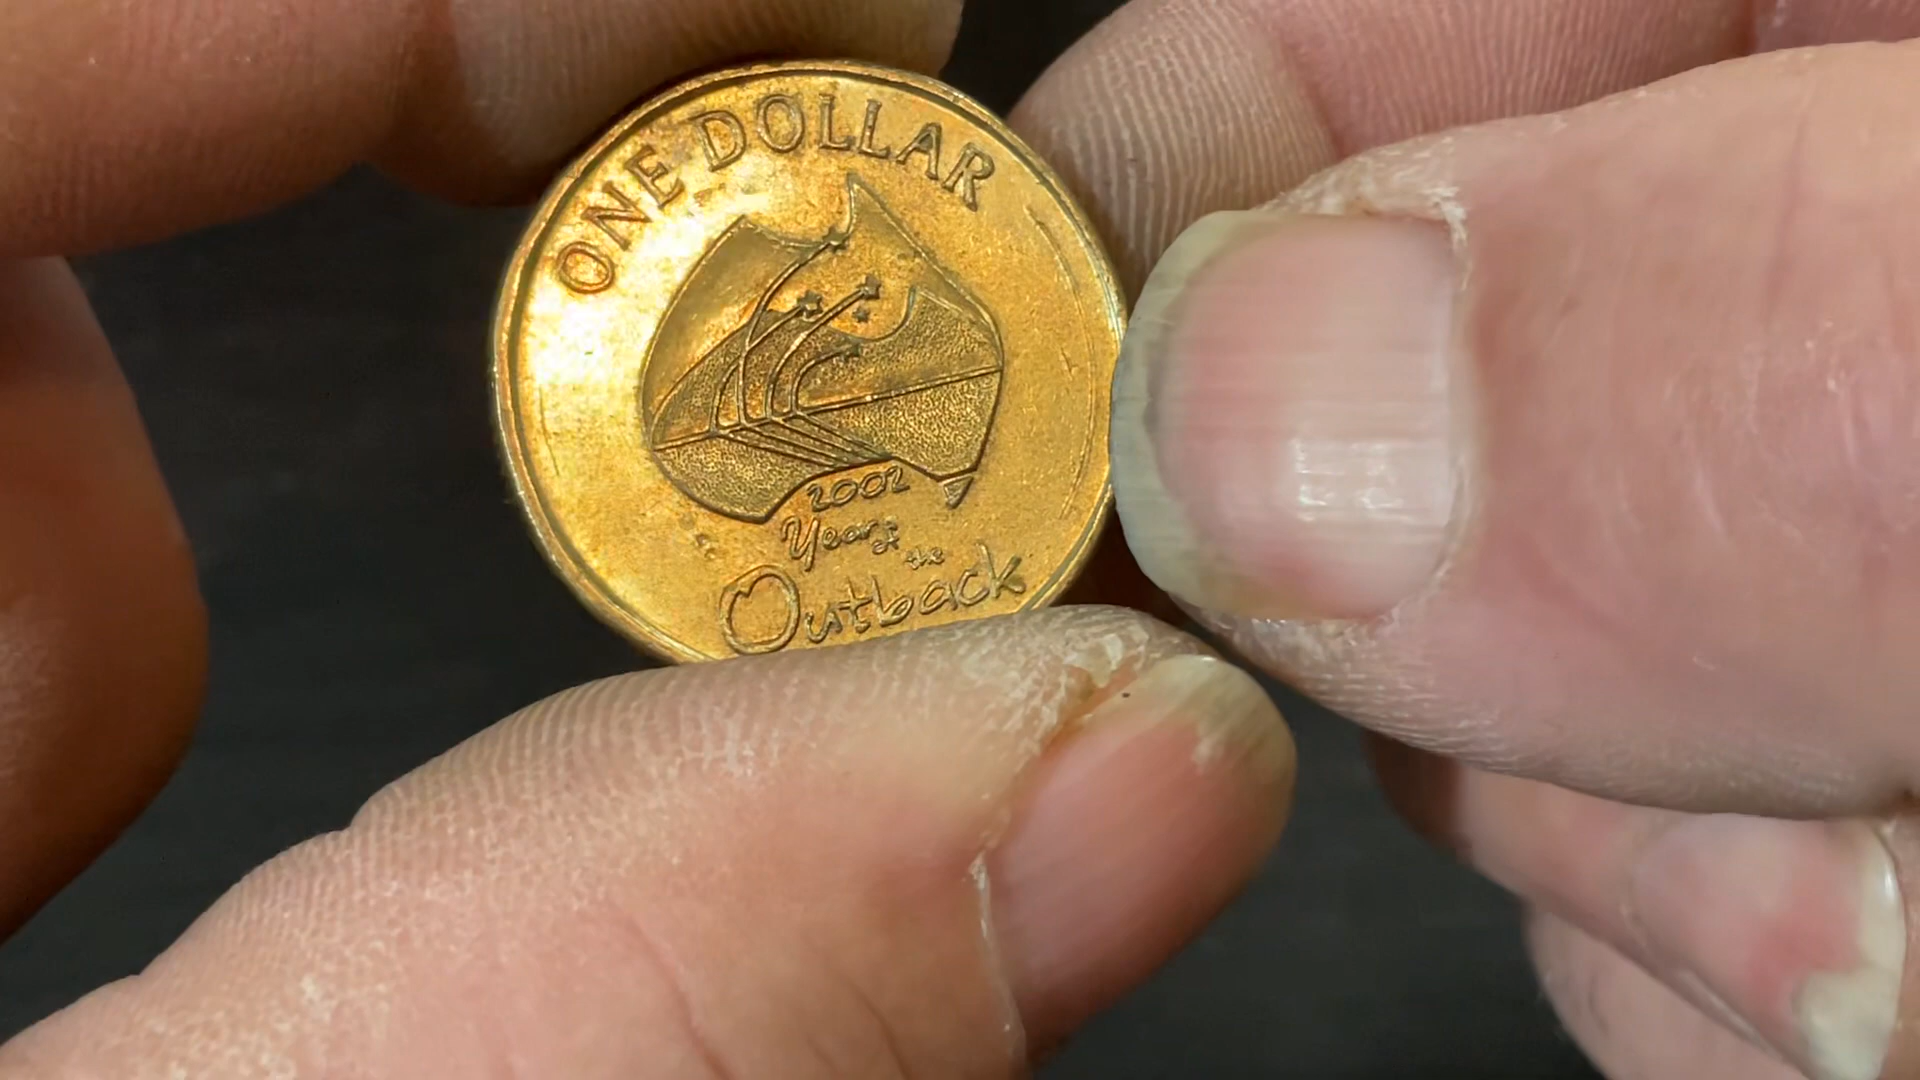 ONE DOLLAR
2002
Year of
the
Outback